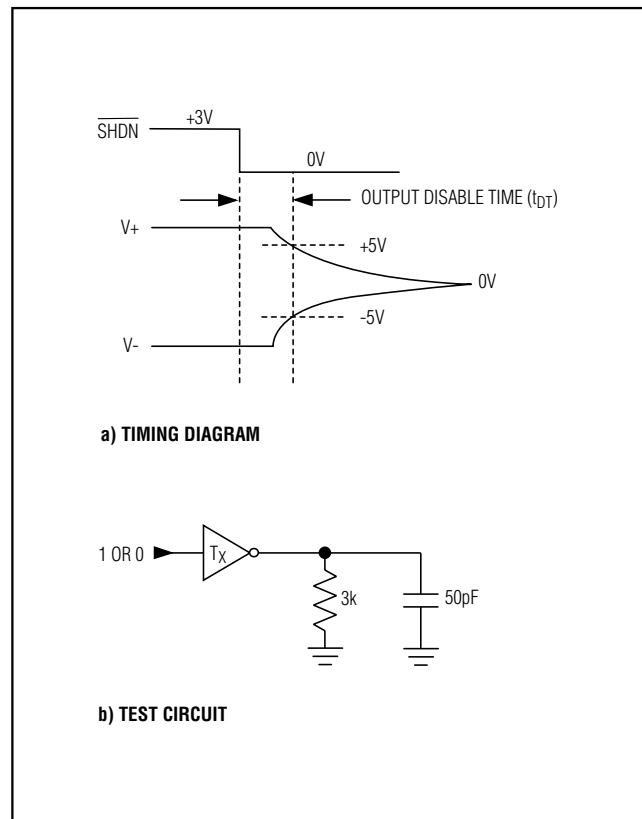 +3V
SHDN
0V
OUTPUT DISABLE TIME (tDT)
V+
+5V
0V
-5V
V-
a) TIMING DIAGRAM
1 OR 0
TX
3k
50pF
b) TEST CIRCUIT